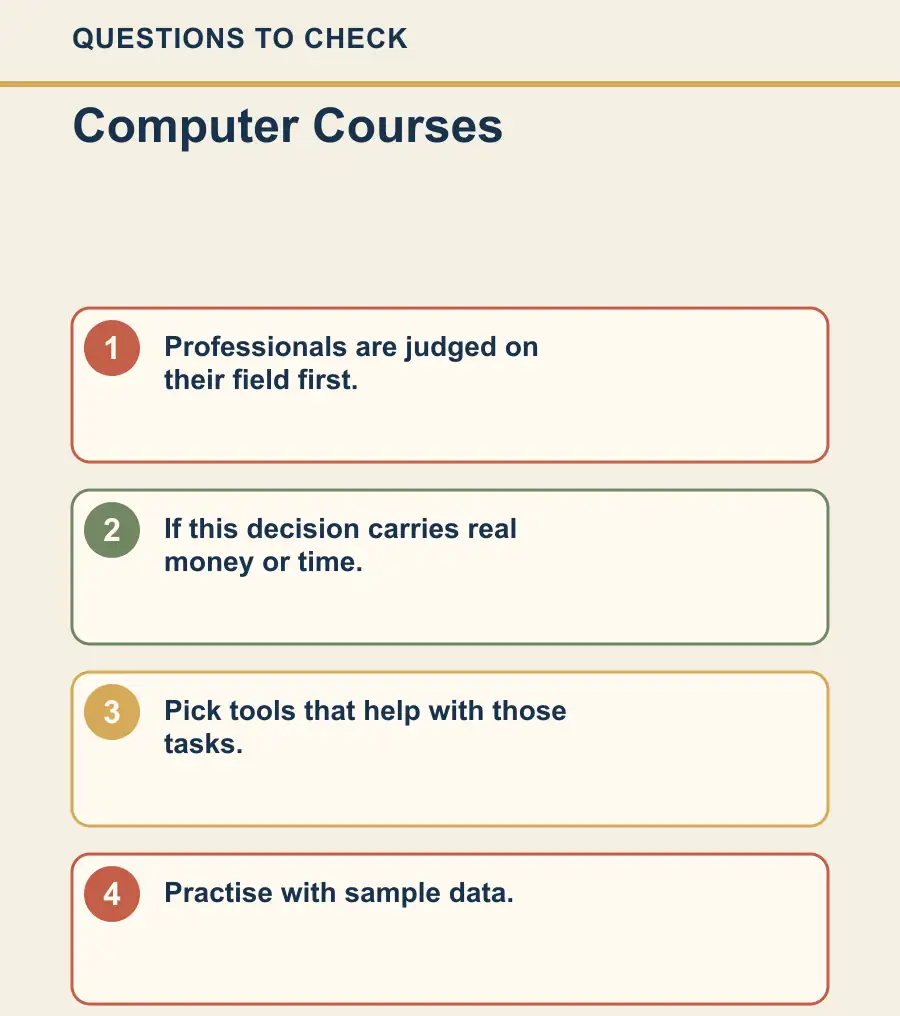 QUESTIONS TO CHECK
Computer Courses
1
Professionals are judged on
their field first.
2
If this decision carries real
money or time.
3
Pick tools that help with those
tasks.
4
Practise with sample data.